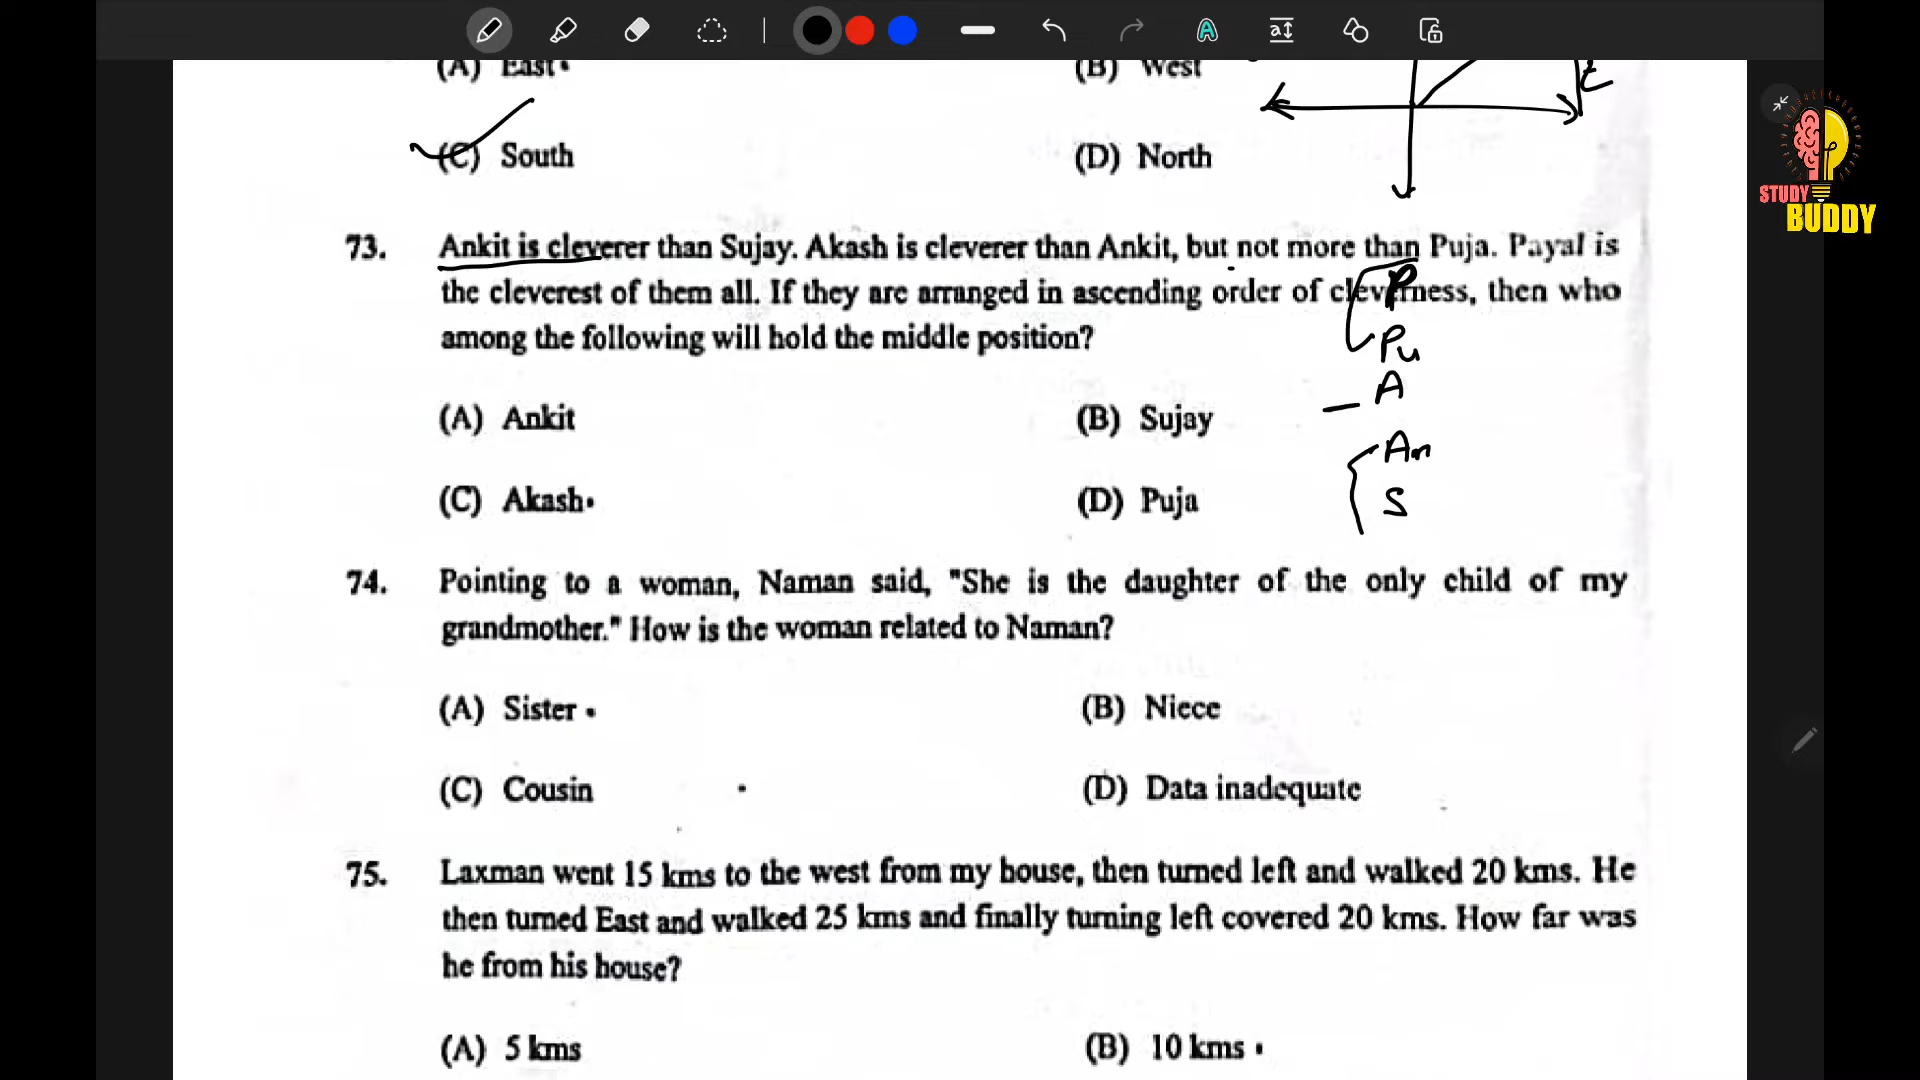 (A) East
(B) West
E
(C) South
(D) North
STUDY
BUDDY
73. Ankit is cleverer than Sujay. Akash is cleverer than Ankit, but not more than Puja. Payal is
the cleverest of them all. If they are arranged in ascending order of cleverness, then who
among the following will hold the middle position?
P
Pu
A
An
S
(A) Ankit
(B) Sujay
(C) Akash
(D) Puja
74. Pointing to a woman, Naman said, "She is the daughter of the only child of my
grandmother." How is the woman related to Naman?
(A) Sister
(B) Niece
(C) Cousin
(D) Data inadequate
75. Laxman went 15 kms to the west from my house, then turned left and walked 20 kms. He
then turned East and walked 25 kms and finally turning left covered 20 kms. How far was
he from his house?
(A) 5 kms
(B) 10 kms